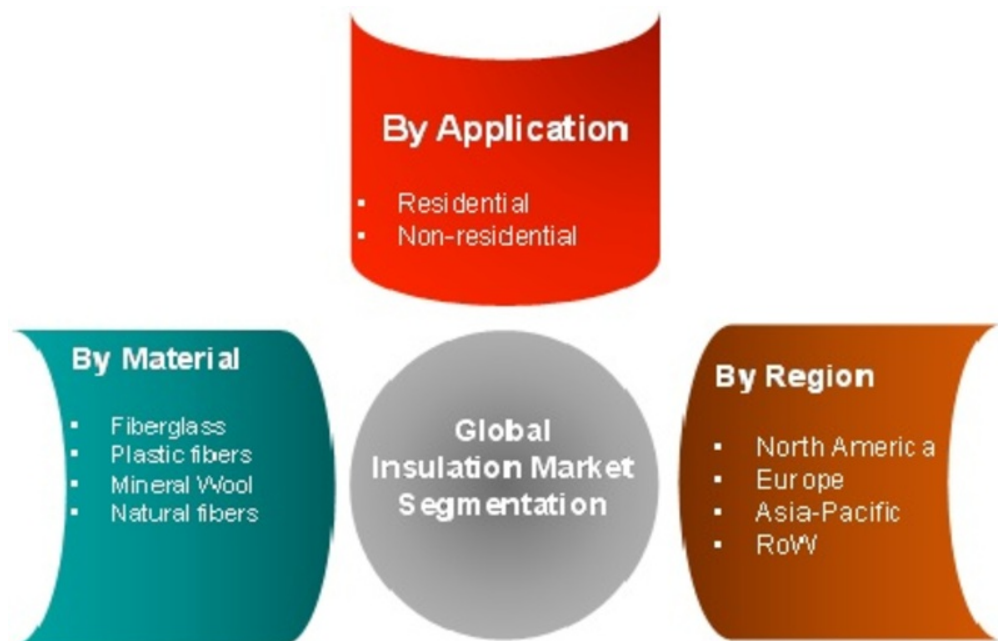 By Application
▪ Residential
▪ Non-residential
By Material
▪ Fiberglass
▪ Plastic fibers
▪ Mineral Wool
▪ Natural fibers
Global
Insulation Market
Segmentation
By Region
▪ North America
▪ Europe
▪ Asia-Pacific
▪ RoW